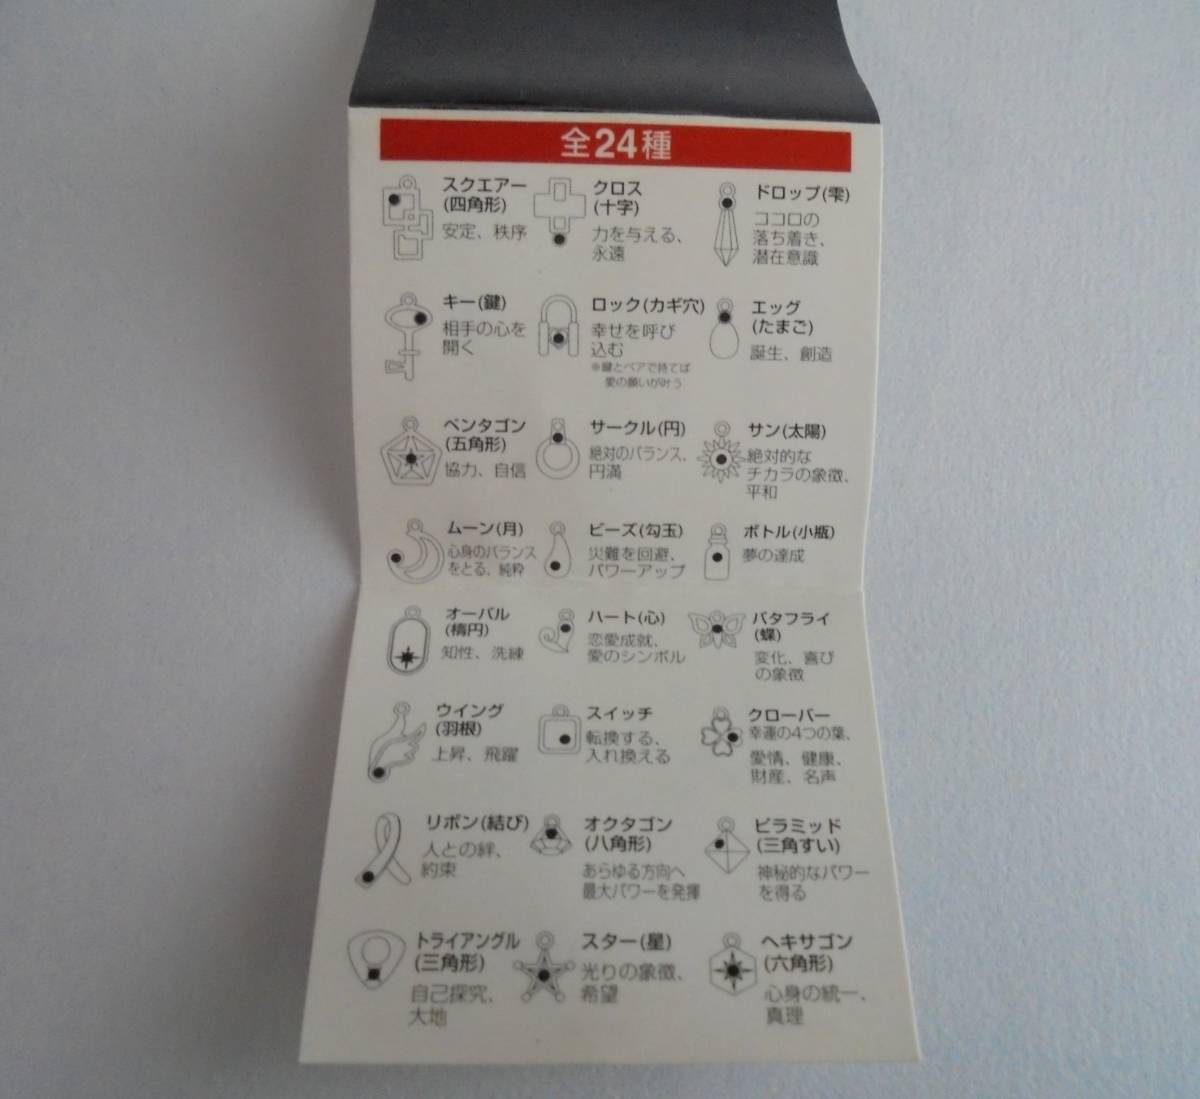 全24種
スクエアー
(四角形)
安定、秩序
クロス
(十字)
力を与える、
永遠
ドロップ(雫)
ココロの
落ち着き、
潜在意識
キー(鍵)
相手の心を
開く
ロック(カギ穴)
幸せを呼び
込む
※鍵とペアで持てば
愛の願いが叶う
エッグ
(たまご)
誕生、創造
ペンタゴン
(五角形)
協力、自信
サークル(円)
絶対のバランス、
円満
サン(太陽)
絶対的な
チカラの象徴、
平和
ムーン(月)
心身のバランス
をとる、純粋
ビーズ(勾玉)
災難を回避、
パワーアップ
ボトル(小瓶)
夢の達成
オーバル
(楕円)
知性、洗練
ハート(心)
恋愛成就、
愛のシンボル
バタフライ
(蝶)
変化、喜び
の象徴
ウイング
(羽根)
上昇、飛躍
スイッチ
転換する、
入れ換える
クローバー
幸運の4つの葉、
愛情、健康、
財産、名声
リボン(結び)
人との絆、
約束
オクタゴン
(八角形)
あらゆる方向へ
最大パワーを発揮
ピラミッド
(三角すい)
神秘的なパワー
を得る
トライアングル
(三角形)
自己探究、
大地
スター(星)
光りの象徴、
希望
ヘキサゴン
(六角形)
心身の統一、
真理